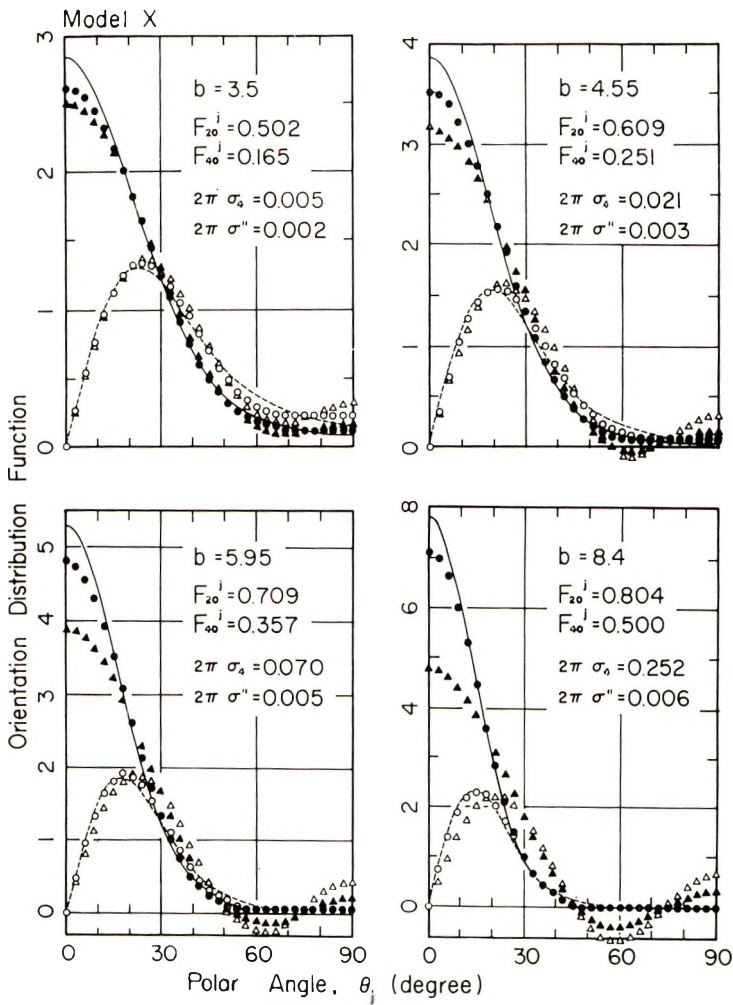 Model X
3
2
1
0
b = 3.5
F₂₀ʲ = 0.502
F₄₀ʲ = 0.165
2π σ₄ = 0.005
2π σ" = 0.002
4
3
2
1
0
b = 4.55
F₂₀ʲ = 0.609
F₄₀ʲ = 0.251
2π σ₄ = 0.021
2π σ" = 0.003
Orientation Distribution Function
5
4
3
2
1
0
b = 5.95
F₂₀ʲ = 0.709
F₄₀ʲ = 0.357
2π σ₄ = 0.070
2π σ" = 0.005
0 30 60 90
8
6
4
2
0
b = 8.4
F₂₀ʲ = 0.804
F₄₀ʲ = 0.500
2π σ₄ = 0.252
2π σ" = 0.006
0 30 60 90
Polar Angle, θⱼ (degree)